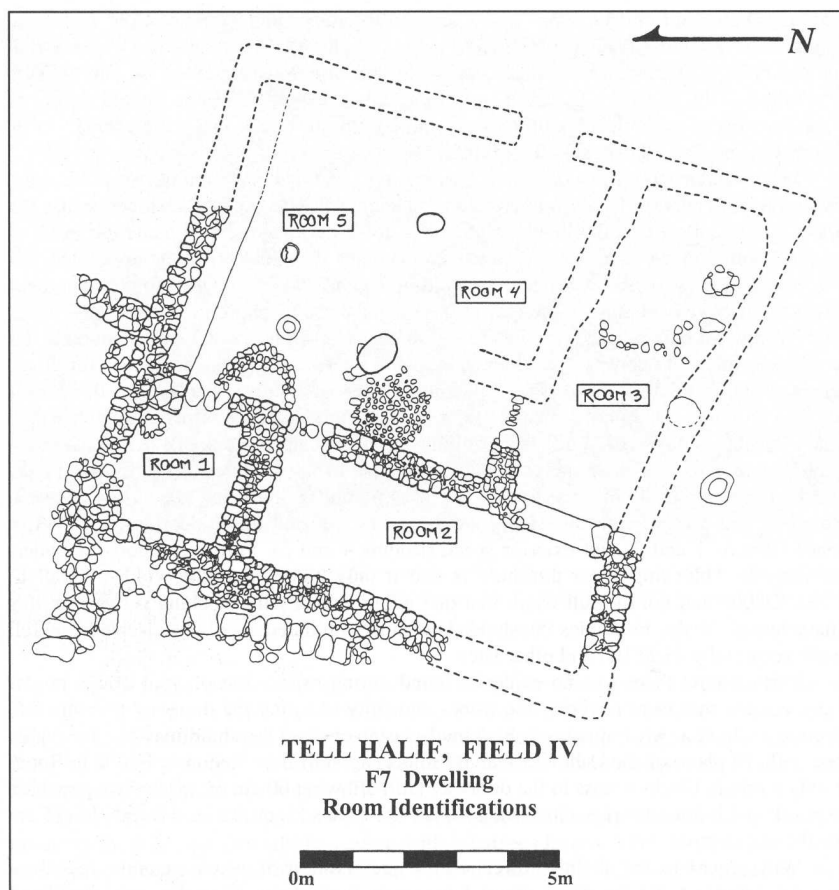 N
ROOM 5
ROOM 4
ROOM 3
ROOM 1
ROOM 2
TELL HALIF, FIELD IV
F7 Dwelling
Room Identifications
0m 5m